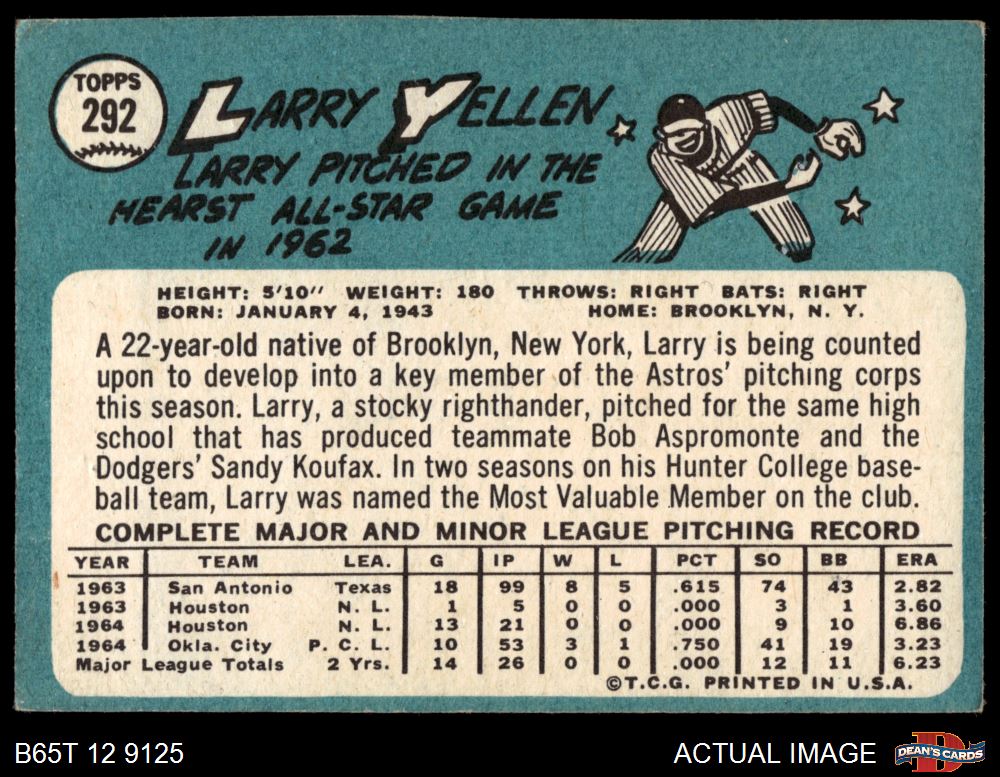 TOPPS
292
LARRY YELLEN
LARRY PITCHED IN THE
HEARST ALL-STAR GAME
IN 1962
HEIGHT: 5'10" WEIGHT: 180 THROWS: RIGHT BATS: RIGHT
BORN: JANUARY 4, 1943 HOME: BROOKLYN, N. Y.
A 22-year-old native of Brooklyn, New York, Larry is being counted
upon to develop into a key member of the Astros' pitching corps
this season. Larry, a stocky righthander, pitched for the same high
school that has produced teammate Bob Aspromonte and the
Dodgers' Sandy Koufax. In two seasons on his Hunter College base-
ball team, Larry was named the Most Valuable Member on the club.
COMPLETE MAJOR AND MINOR LEAGUE PITCHING RECORD
YEAR TEAM LEA. G IP W L PCT SO BB ERA
1963 San Antonio Texas 18 99 8 5 .615 74 43 2.82
1963 Houston N. L. 1 5 0 0 .000 3 1 3.60
1964 Houston N. L. 13 21 0 0 .000 9 10 6.86
1964 Okla. City P. C. L. 10 53 3 1 .750 41 19 3.23
Major League Totals 2 Yrs. 14 26 0 0 .000 12 11 6.23
©T.C.G. PRINTED IN U.S.A.
B65T 12 9125 ACTUAL IMAGE D DEAN'S CARDS